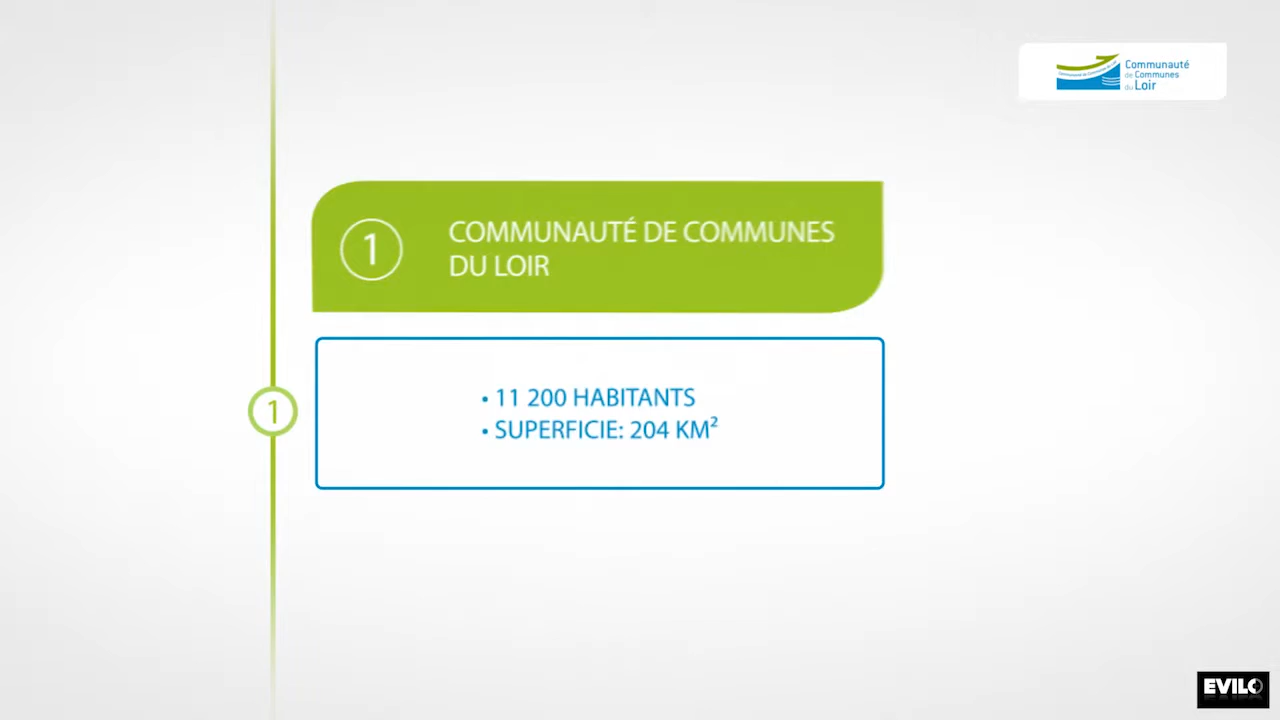 Communauté
de Communes
du Loir
1
COMMUNAUTÉ DE COMMUNES
DU LOIR
• 11 200 HABITANTS
• SUPERFICIE: 204 KM²
1
EVILO